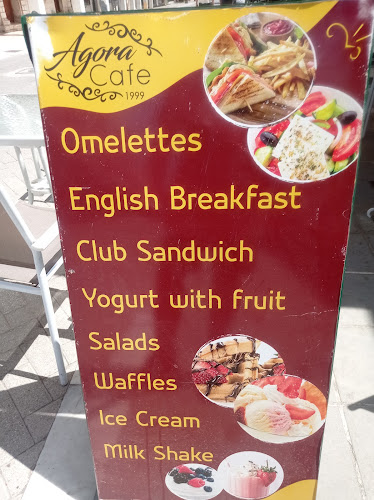 Agora
Cafe
1999
Omelettes
English Breakfast
Club Sandwich
Yogurt with fruit
Salads
Waffles
Ice Cream
Milk Shake